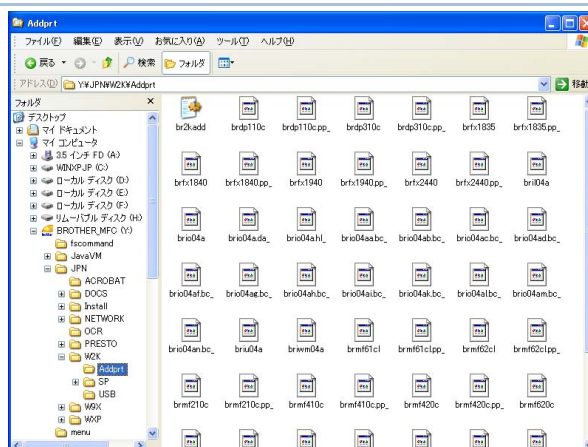 Addprt
ファイル(F) 編集(E) 表示(V) お気に入り(A) ツール(T) ヘルプ(H)
戻る 検索 フォルダ
アドレス(D) Y:¥JPN¥W2K¥Addprt 移動
フォルダ
デスクトップ
マイ ドキュメント
マイ コンピュータ
3.5 インチ FD (A:)
WINXP.JP (C:)
ローカル ディスク (D:)
ローカル ディスク (E:)
ローカル ディスク (F:)
リムーバブル ディスク (H:)
BROTHER_MFC (Y:)
fscommand
JavaVM
JPN
ACROBAT
DOCS
Install
NETWORK
OCR
PRESTO
W2K
Addprt
SP
USB
W9X
WXP
menu
br2kadd brdp110c brdp110c.pp_ brdp310c brdp310c.pp_ brfx1835 brfx1835.pp_
brfx1840 brfx1840.pp_ brfx1940 brfx1940.pp_ brfx2440 brfx2440.pp_ bril04a
brio04a brio04a.da_ brio04a.hl_ brio04aa.bc_ brio04ab.bc_ brio04ac.bc_ brio04ad.bc_
brio04af.bc_ brio04ag.bc_ brio04ah.bc_ brio04ai.bc_ brio04ak.bc_ brio04al.bc_ brio04am.bc_
brio04an.bc_ briu04a briwm04a brmf61cl brmf61cl.pp_ brmf62cl brmf62cl.pp_
brmf210c brmf210c.pp_ brmf410c brmf410c.pp_ brmf420c brmf420c.pp_ brmf620c